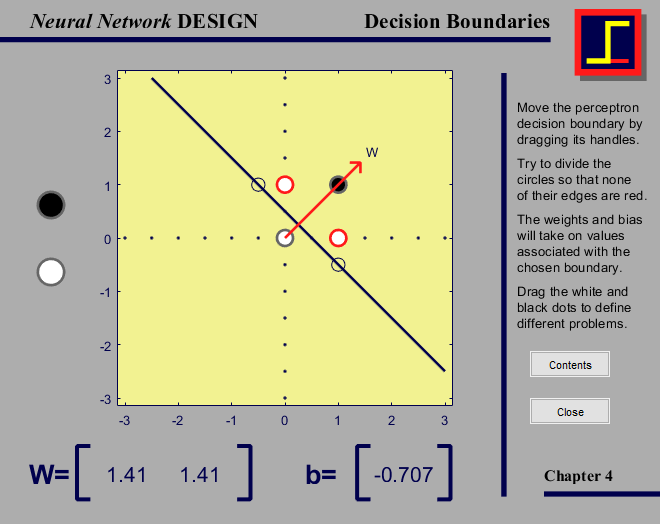 Neural Network DESIGN
Decision Boundaries
Move the perceptron
decision boundary by
dragging its handles.
Try to divide the
circles so that none
of their edges are red.
The weights and bias
will take on values
associated with the
chosen boundary.
Drag the white and
black dots to define
different problems.
Contents
Close
Chapter 4
W
3
2
1
0
-1
-2
-3
-3 -2 -1 0 1 2 3
W= 1.41 1.41 b= -0.707